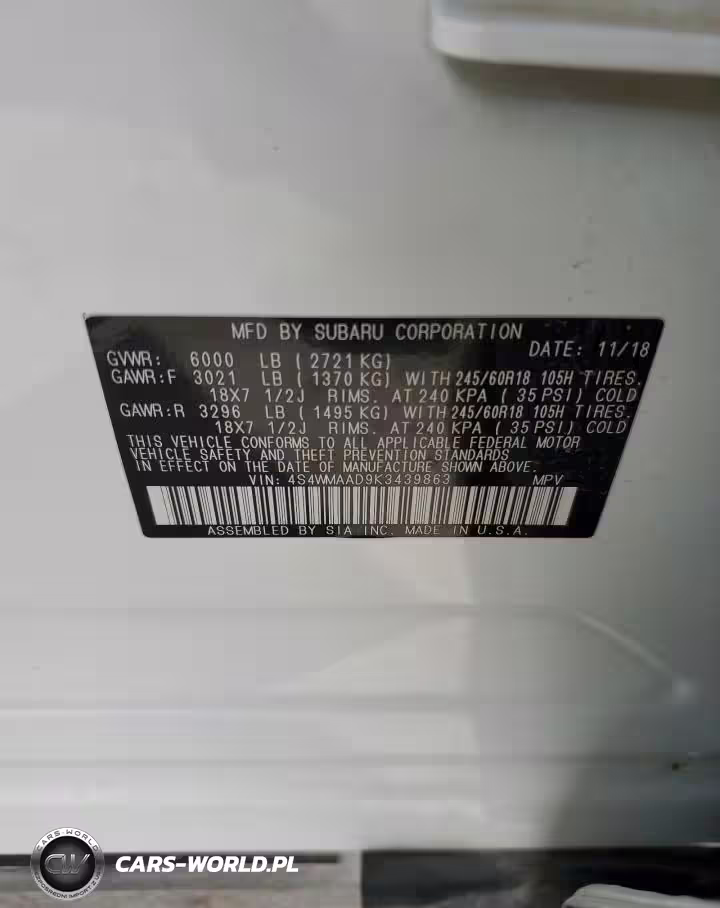 MFD BY SUBARU CORPORATION
DATE: 11/18
GVWR: 6000 LB ( 2721 KG)
GAWR:F 3021 LB ( 1370 KG) WITH 245/60R18 105H TIRES.
18X7 1/2J RIMS. AT 240 KPA ( 35 PSI) COLD
GAWR:R 3296 LB ( 1495 KG) WITH 245/60R18 105H TIRES.
18X7 1/2J RIMS. AT 240 KPA ( 35 PSI) COLD
THIS VEHICLE CONFORMS TO ALL APPLICABLE FEDERAL MOTOR
VEHICLE SAFETY AND THEFT PREVENTION STANDARDS
IN EFFECT ON THE DATE OF MANUFACTURE SHOWN ABOVE.
VIN: 4S4WMAAD9K3439863 MPV
ASSEMBLED BY SIA INC. MADE IN U.S.A.
CARS-WORLD
CW
CARS-WORLD.PL